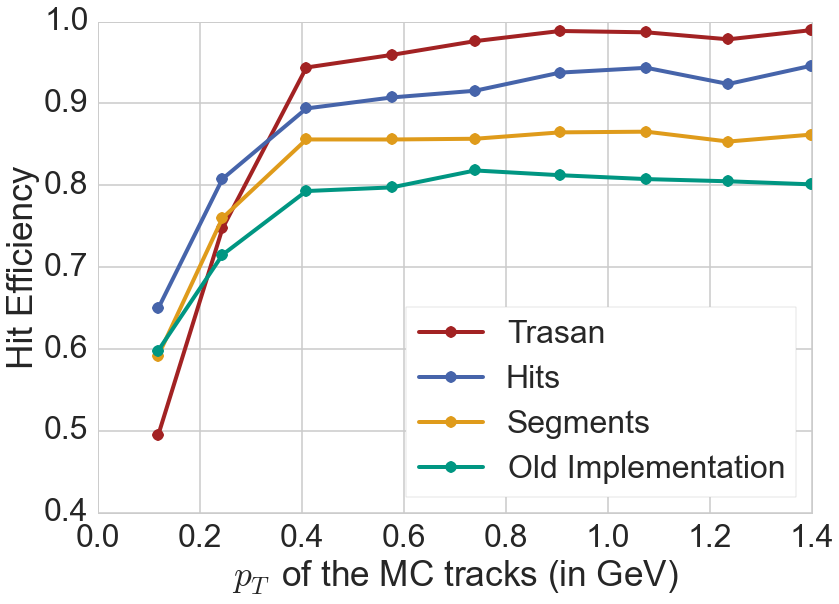 1.0
0.9
0.8
0.7
0.6
0.5
0.4
Hit Efficiency
Trasan
Hits
Segments
Old Implementation
0.0 0.2 0.4 0.6 0.8 1.0 1.2 1.4
p_T of the MC tracks (in GeV)